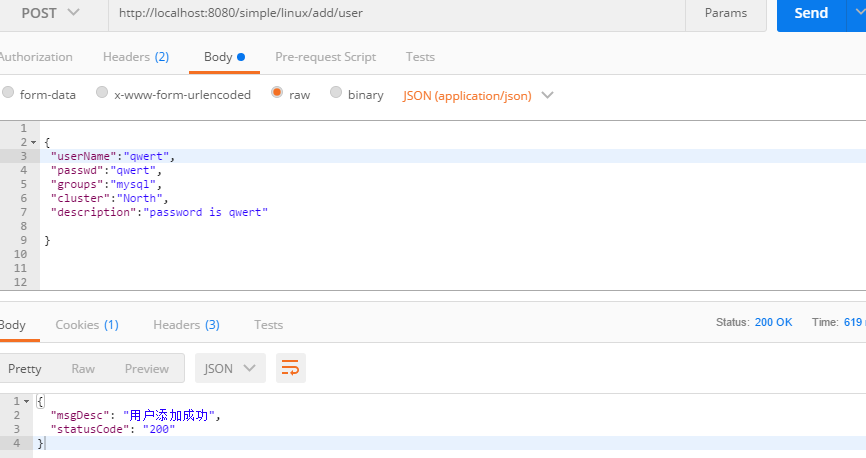 POST http://localhost:8080/simple/linux/add/user Params Send
Authorization Headers (2) Body Pre-request Script Tests
form-data x-www-form-urlencoded raw binary JSON (application/json)
1
2 {
3 "userName":"qwert",
4 "passwd":"qwert",
5 "groups":"mysql",
6 "cluster":"North",
7 "description":"password is qwert"
8
9 }
10
11
12
Body Cookies (1) Headers (3) Tests Status: 200 OK Time: 619
Pretty Raw Preview JSON
1 {
2 "msgDesc": "用户添加成功",
3 "statusCode": "200"
4 }